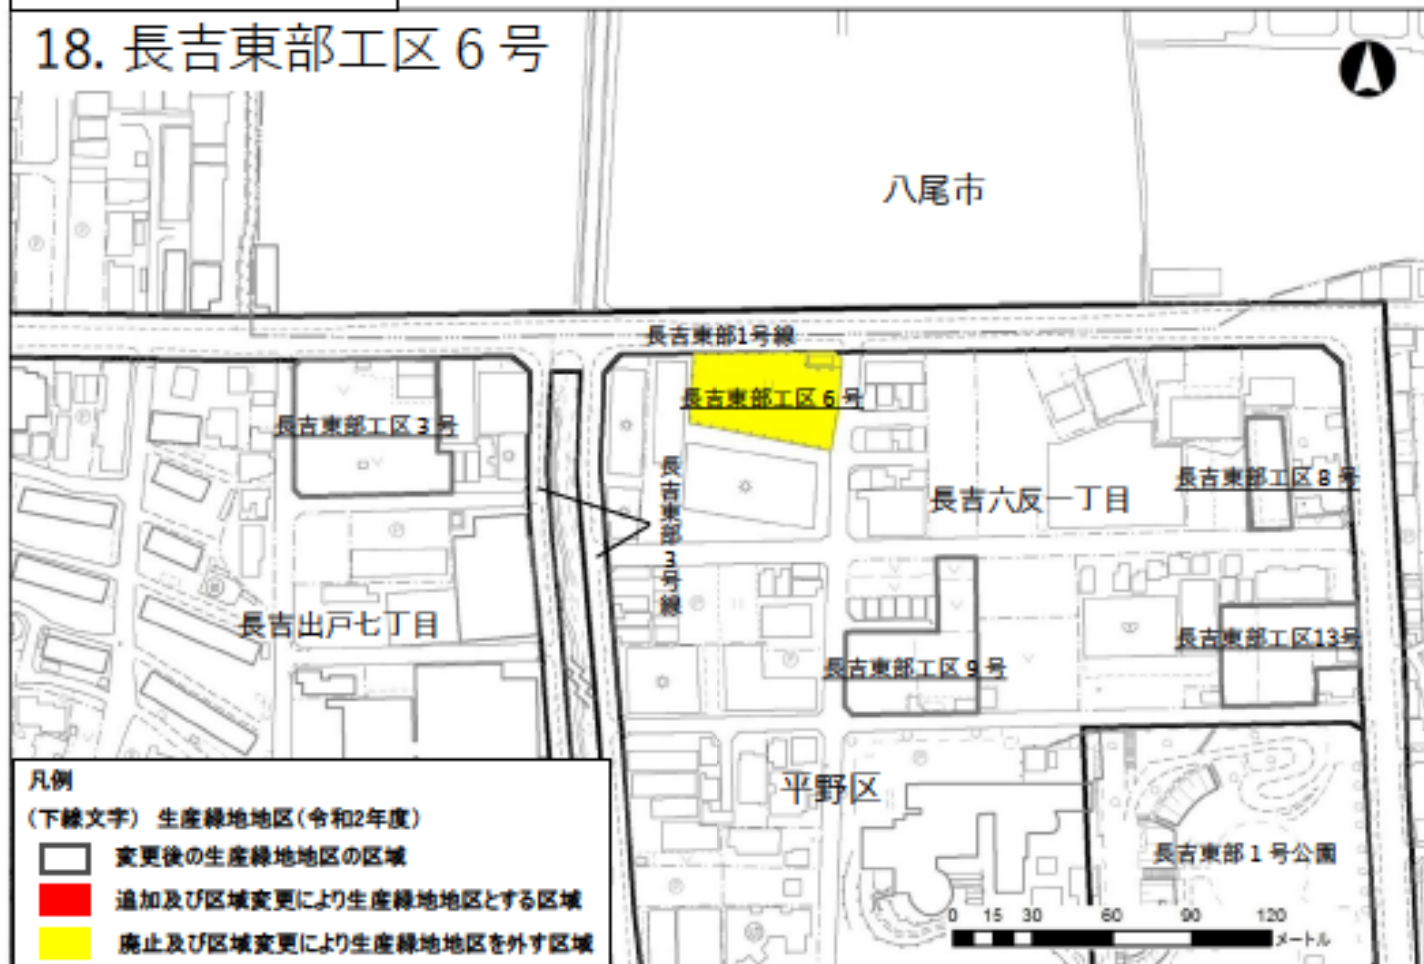 18. 長吉東部工区6号
八尾市
長吉東部1号線
長吉東部工区6号
長吉東部工区3号
長吉東部3号線
長吉六反一丁目
長吉東部工区8号
長吉出戸七丁目
長吉東部工区9号
長吉東部工区13号
平野区
長吉東部1号公園
凡例
(下線文字) 生産緑地地区(令和2年度)
変更後の生産緑地地区の区域
追加及び区域変更により生産緑地地区とする区域
廃止及び区域変更により生産緑地地区を外す区域
0 15 30 60 90 120
メートル